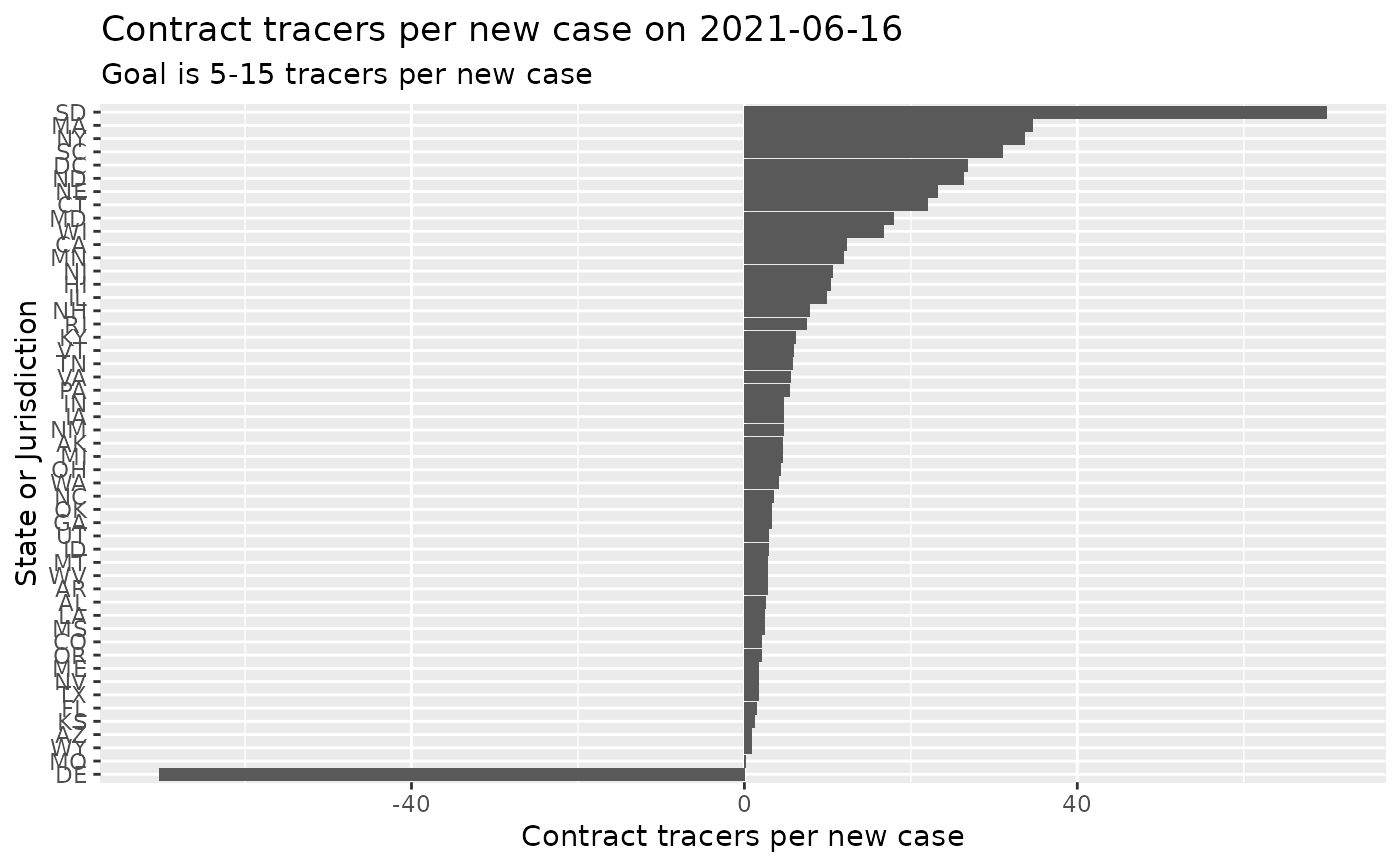 Contract tracers per new case on 2021-06-16
Goal is 5-15 tracers per new case
State or Jurisdiction
SD
MA
NY
SC
DC
ND
NE
CT
MD
WI
CA
MN
NJ
HI
IL
NH
RI
KY
VT
TN
VA
PA
IN
IA
NM
AK
MI
OH
WA
NC
OK
GA
UT
ID
MT
WV
AR
AL
LA
MS
CO
OR
ME
NV
TX
FL
KS
AZ
WY
MO
DE
-40 0 40
Contract tracers per new case